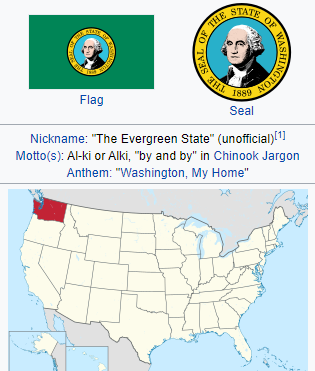 THE SEAL OF THE STATE OF WASHINGTON
1889
Flag
Seal
Nickname: "The Evergreen State" (unofficial)[1]
Motto(s): Al-ki or Alki, "by and by" in Chinook Jargon
Anthem: "Washington, My Home"